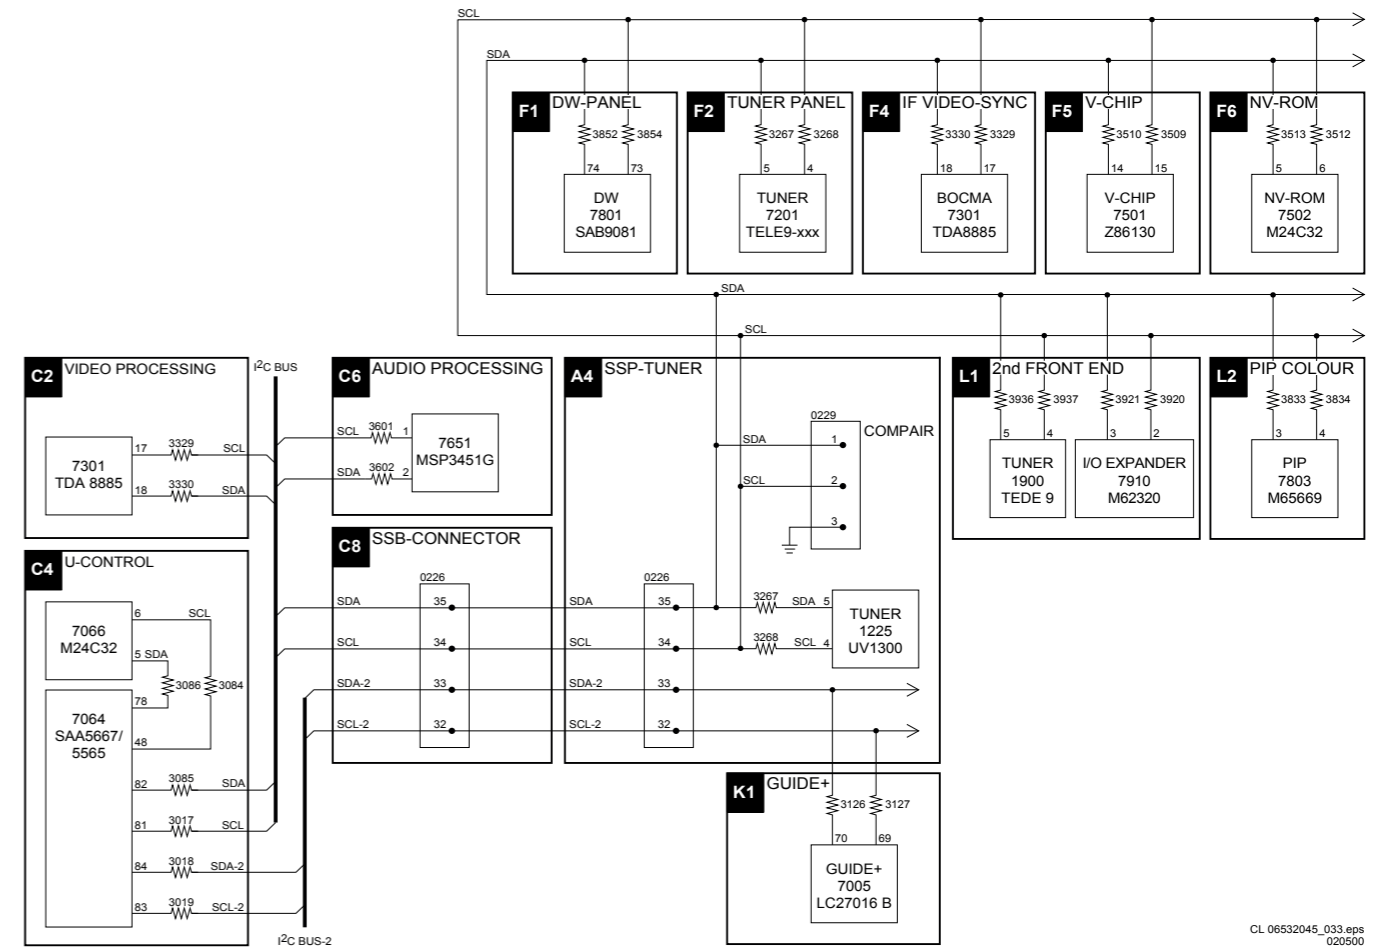 SCL
SDA
F1 DW-PANEL
3852 3854
74 73
DW
7801
SAB9081
F2 TUNER PANEL
3267 3268
5 4
TUNER
7201
TELE9-xxx
F4 IF VIDEO-SYNC
3330 3329
18 17
BOCMA
7301
TDA8885
F5 V-CHIP
3510 3509
14 15
V-CHIP
7501
Z86130
F6 NV-ROM
3513 3512
5 6
NV-ROM
7502
M24C32
SDA
SCL
C2 VIDEO PROCESSING
7301
TDA 8885
17 3329 SCL
18 3330 SDA
I2C BUS
C4 U-CONTROL
7066
M24C32
6 SCL
5 SDA
3086 3084
7064
SAA5667/
5565
78
48
82 3085 SDA
81 3017 SCL
84 3018 SDA-2
83 3019 SCL-2
I2C BUS-2
C6 AUDIO PROCESSING
SCL 3601 1
SDA 3602 2
7651
MSP3451G
C8 SSB-CONNECTOR
0226
SDA 35
SCL 34
SDA-2 33
SCL-2 32
A4 SSP-TUNER
0229
COMPAIR
SDA 1
SCL 2
3
0226
SDA 35 3267 SDA 5
SCL 34 3268 SCL 4
SDA-2 33
SCL-2 32
TUNER
1225
UV1300
K1 GUIDE+
3126 3127
70 69
GUIDE+
7005
LC27016 B
L1 2nd FRONT END
3936 3937 3921 3920
5 4 3 2
TUNER
1900
TEDE 9
I/O EXPANDER
7910
M62320
L2 PIP COLOUR
3833 3834
3 4
PIP
7803
M65669
CL 06532045_033.eps
020500